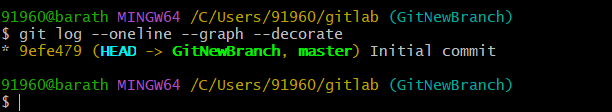 91960@barath MINGW64 /C/Users/91960/gitlab (GitNewBranch)
$ git log --oneline --graph --decorate
* 9efe479 (HEAD -> GitNewBranch, master) Initial commit
91960@barath MINGW64 /C/Users/91960/gitlab (GitNewBranch)
$